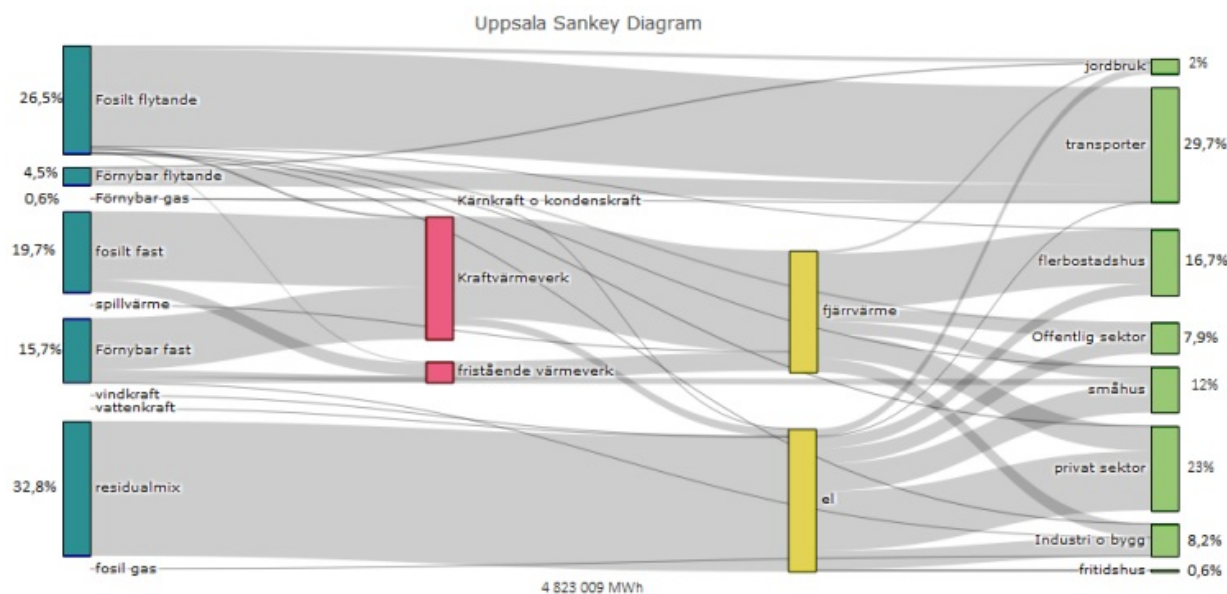 Uppsala Sankey Diagram
26,5%
Fosilt flytande
4,5%
Förnybar flytande
0,6%
Förnybar gas
19,7%
fosilt fast
spillvärme
15,7%
Förnybar fast
vindkraft
vattenkraft
32,8%
residualmix
fosil gas
Kärnkraft o kondenskraft
Kraftvärmeverk
fristående värmeverk
fjärrvärme
el
jordbruk
2%
transporter
29,7%
flerbostadshus
16,7%
Offentlig sektor
7,9%
småhus
12%
privat sektor
23%
Industri o bygg
8,2%
fritidshus
0,6%
4 823 009 MWh